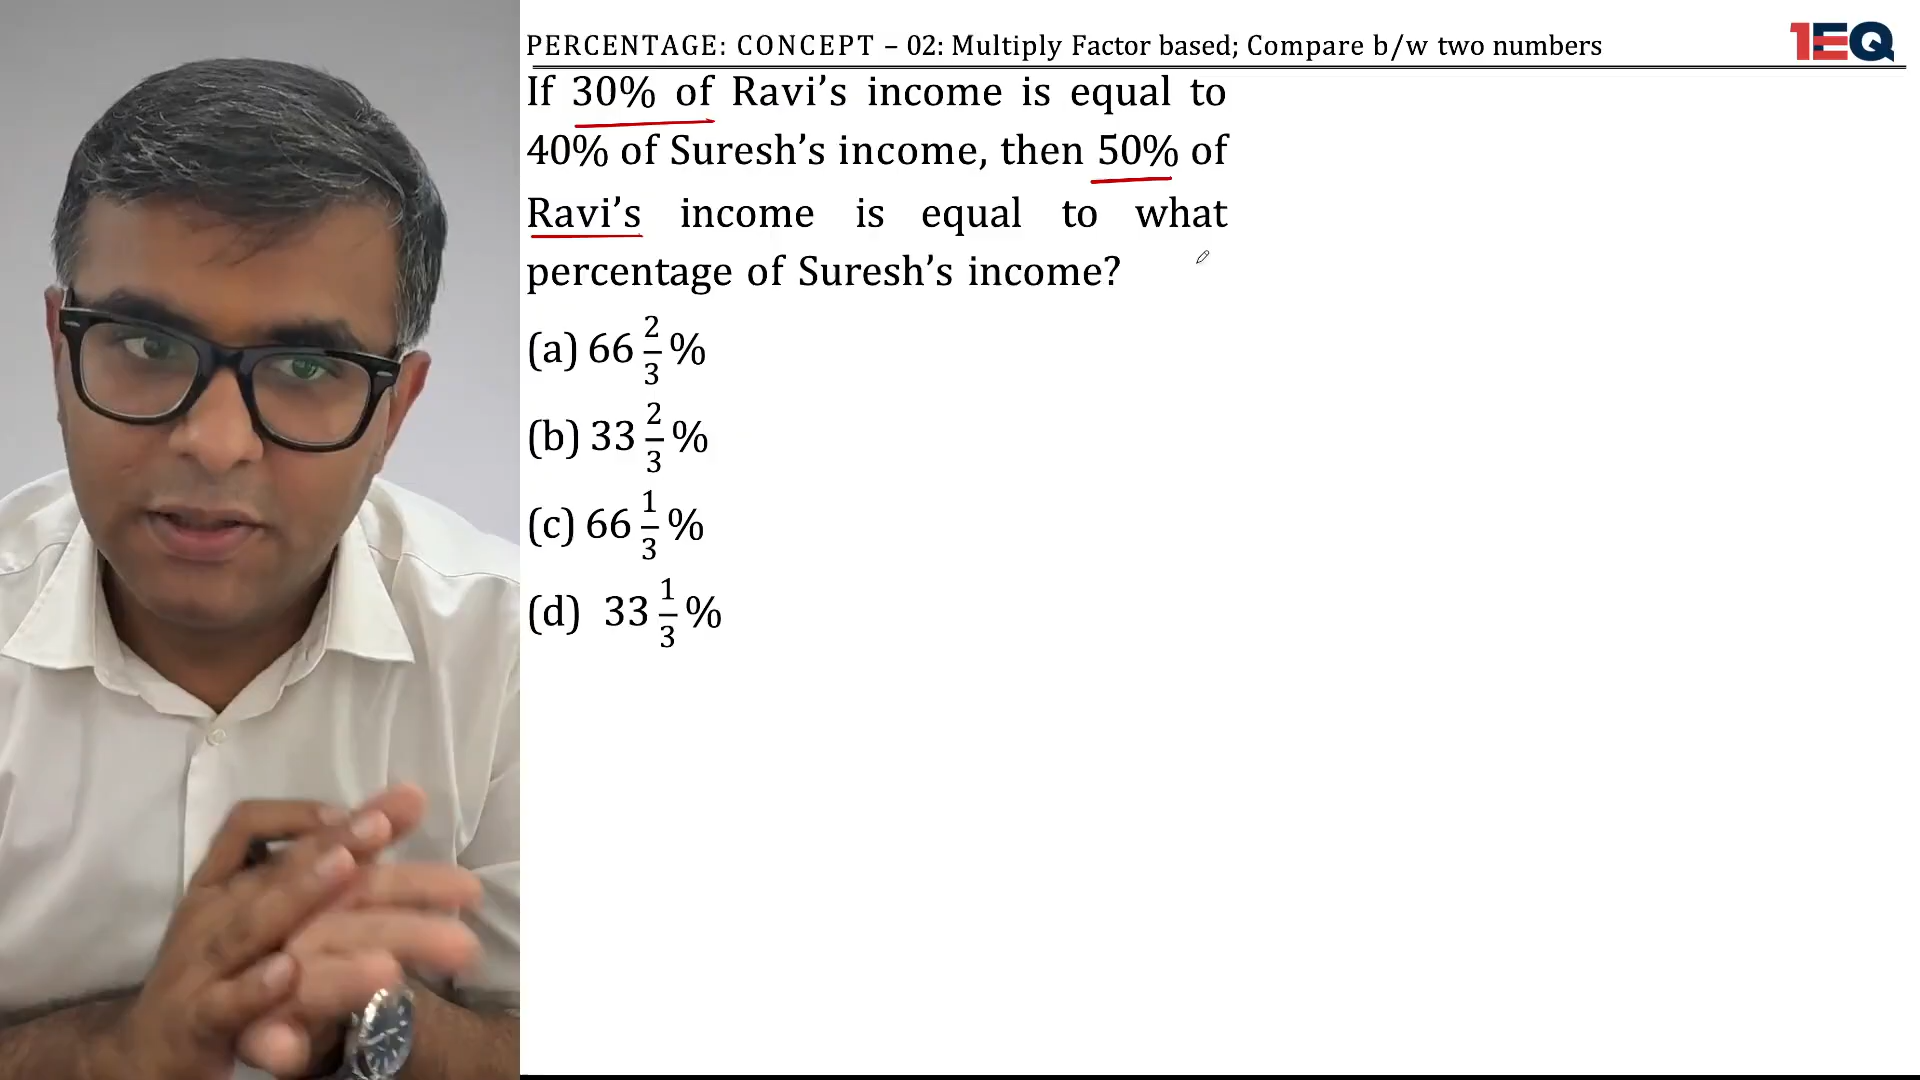 PERCENTAGE: CONCEPT – 02: Multiply Factor based; Compare b/w two numbers
1EQ
If 30% of Ravi’s income is equal to
40% of Suresh’s income, then 50% of
Ravi’s income is equal to what
percentage of Suresh’s income?
(a) 66 2/3 %
(b) 33 2/3 %
(c) 66 1/3 %
(d) 33 1/3 %